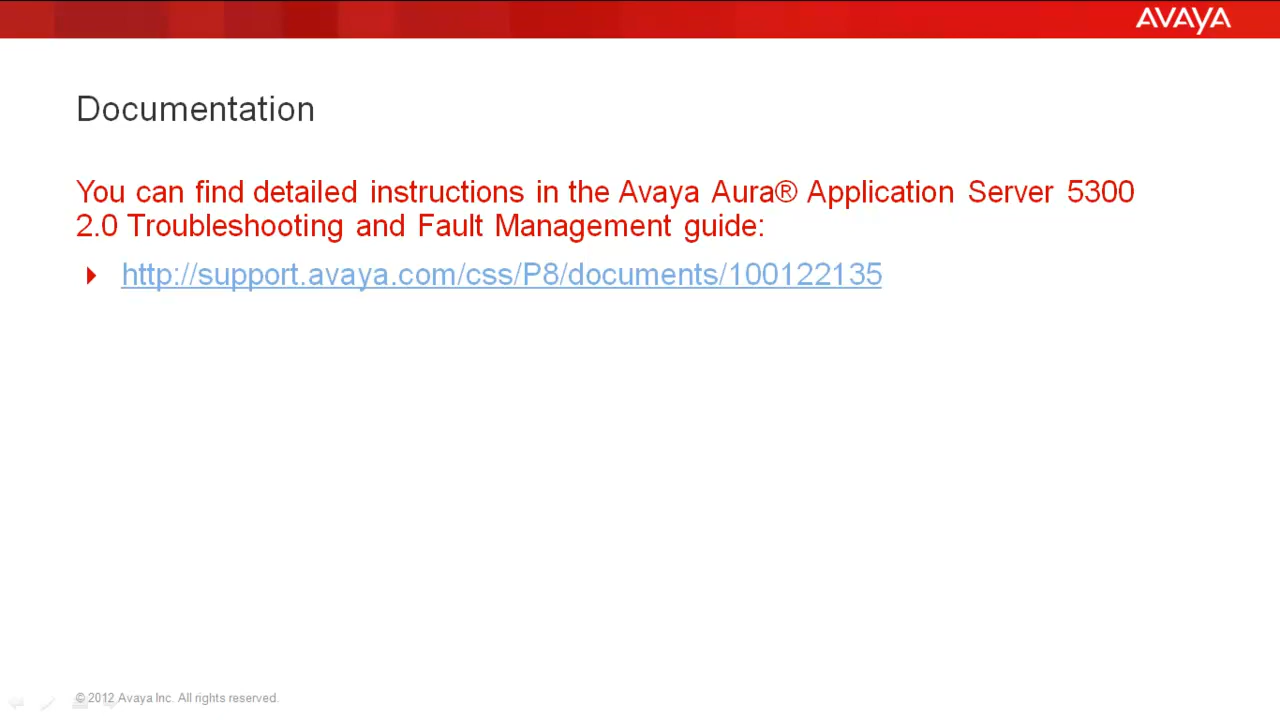 AVAYA
Documentation
You can find detailed instructions in the Avaya Aura® Application Server 5300
2.0 Troubleshooting and Fault Management guide:
http://support.avaya.com/css/P8/documents/100122135
© 2012 Avaya Inc. All rights reserved.